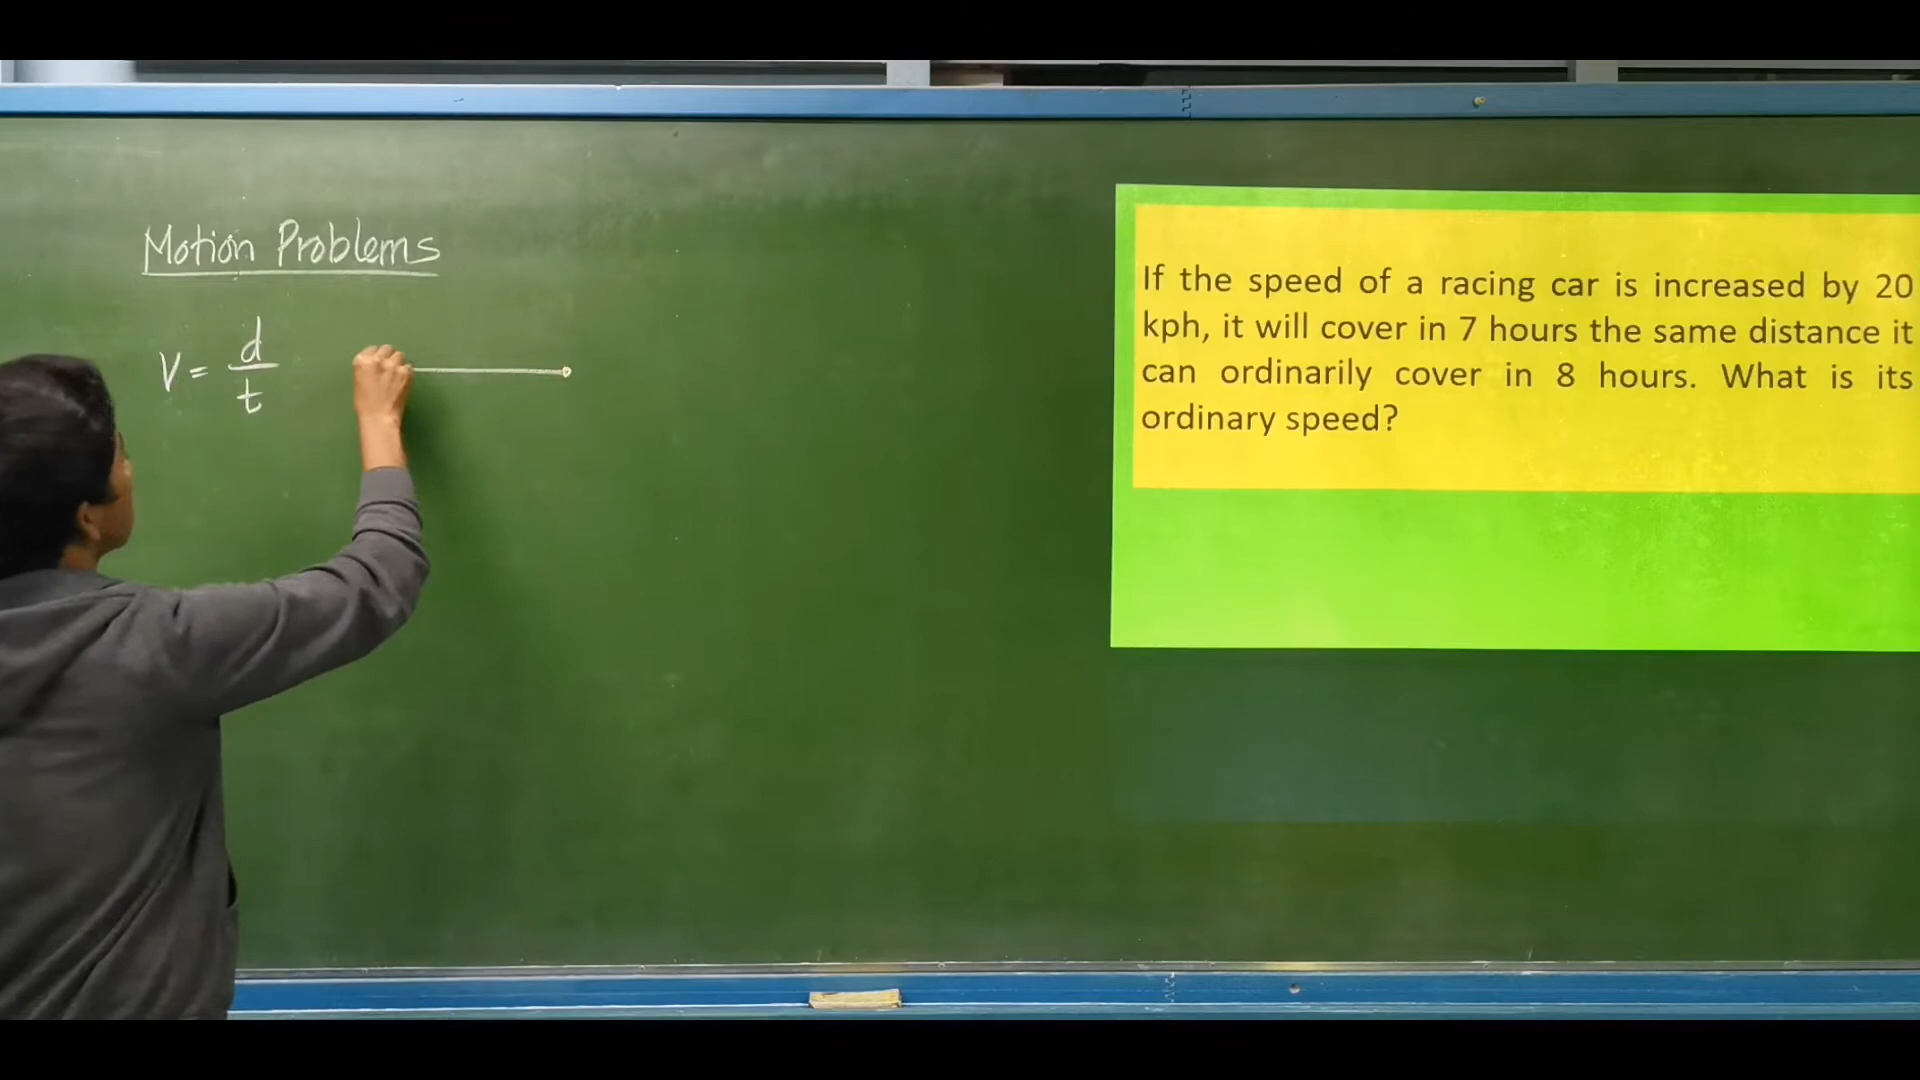 Motion Problems
V = d/t
If the speed of a racing car is increased by 20
kph, it will cover in 7 hours the same distance it
can ordinarily cover in 8 hours. What is its
ordinary speed?